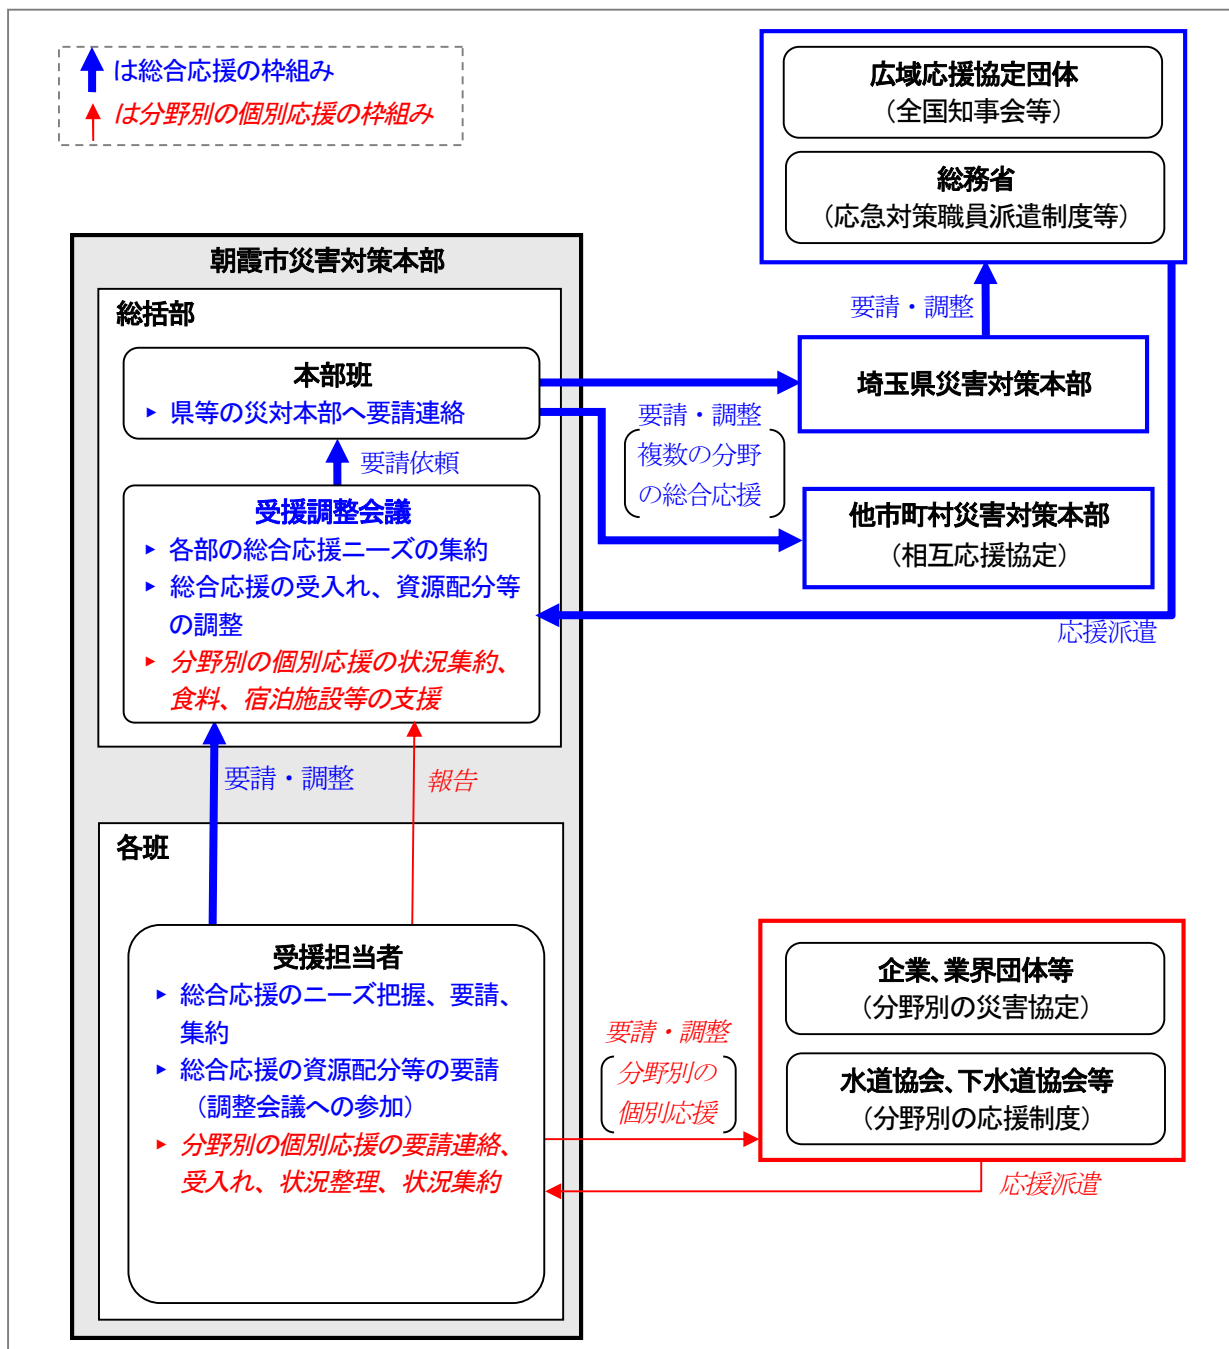 は総合応援の枠組み
は分野別の個別応援の枠組み
広域応援協定団体
（全国知事会等）
総務省
（応急対策職員派遣制度等）
朝霞市災害対策本部
総括部
本部班
▸ 県等の災対本部へ要請連絡
要請・調整
埼玉県災害対策本部
要請・調整
複数の分野
の総合応援
要請依頼
受援調整会議
▸ 各部の総合応援ニーズの集約
▸ 総合応援の受入れ、資源配分等
の調整
▸ 分野別の個別応援の状況集約、
食料、宿泊施設等の支援
他市町村災害対策本部
（相互応援協定）
応援派遣
要請・調整
報告
各班
受援担当者
▸ 総合応援のニーズ把握、要請、
集約
▸ 総合応援の資源配分等の要請
（調整会議への参加）
▸ 分野別の個別応援の要請連絡、
受入れ、状況整理、状況集約
要請・調整
分野別の
個別応援
企業、業界団体等
（分野別の災害協定）
水道協会、下水道協会等
（分野別の応援制度）
応援派遣